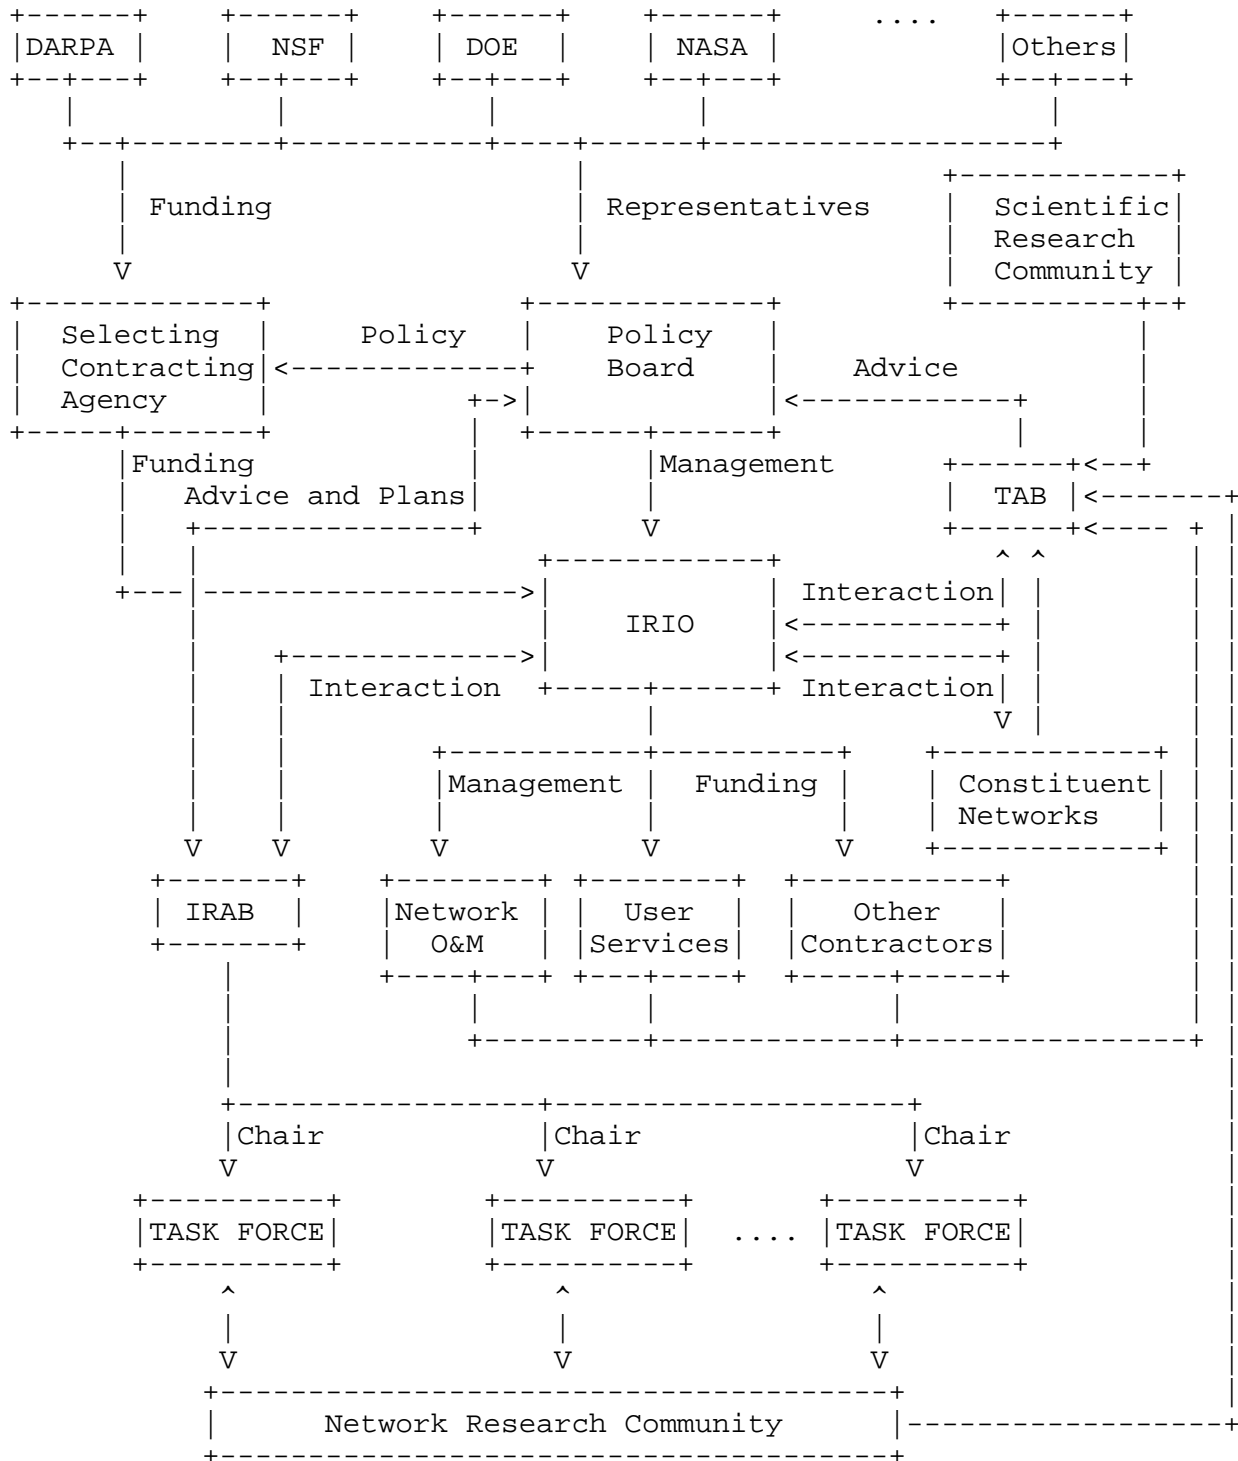 DARPA NSF DOE NASA .... Others
Funding Representatives Scientific
Research
Community
Selecting Policy Policy
Contracting Board Advice
Agency
Funding Management
Advice and Plans TAB
Interaction
IRIO
Interaction Interaction
Management Funding Constituent
Networks
IRAB Network User Other
O&M Services Contractors
Chair Chair Chair
TASK FORCE TASK FORCE .... TASK FORCE
Network Research Community